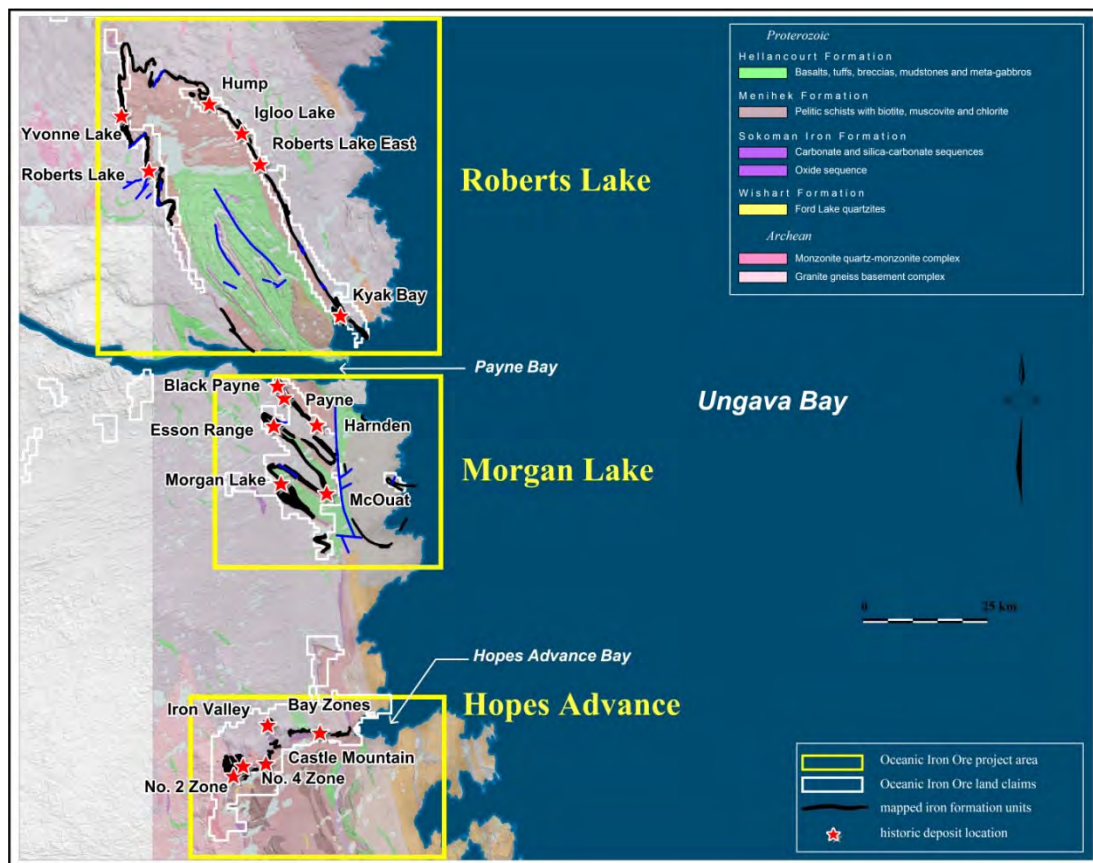 Proterozoic
Hellancourt Formation
Basalts, tuffs, breccias, mudstones and meta-gabbros
Menihek Formation
Pelitic schists with biotite, muscovite and chlorite
Sokoman Iron Formation
Carbonate and silica-carbonate sequences
Oxide sequence
Wishart Formation
Ford Lake quartzites
Archean
Monzonite quartz-monzonite complex
Granite gneiss basement complex
Hump
Igloo Lake
Yvonne Lake
Roberts Lake East
Roberts Lake
Roberts Lake
Kyak Bay
Payne Bay
Black Payne
Payne
Ungava Bay
Esson Range
Harnden
Morgan Lake
Morgan Lake
McOuat
0 25 km
Hopes Advance Bay
Hopes Advance
Iron Valley
Bay Zones
Castle Mountain
No. 4 Zone
No. 2 Zone
Oceanic Iron Ore project area
Oceanic Iron Ore land claims
mapped iron formation units
historic deposit location